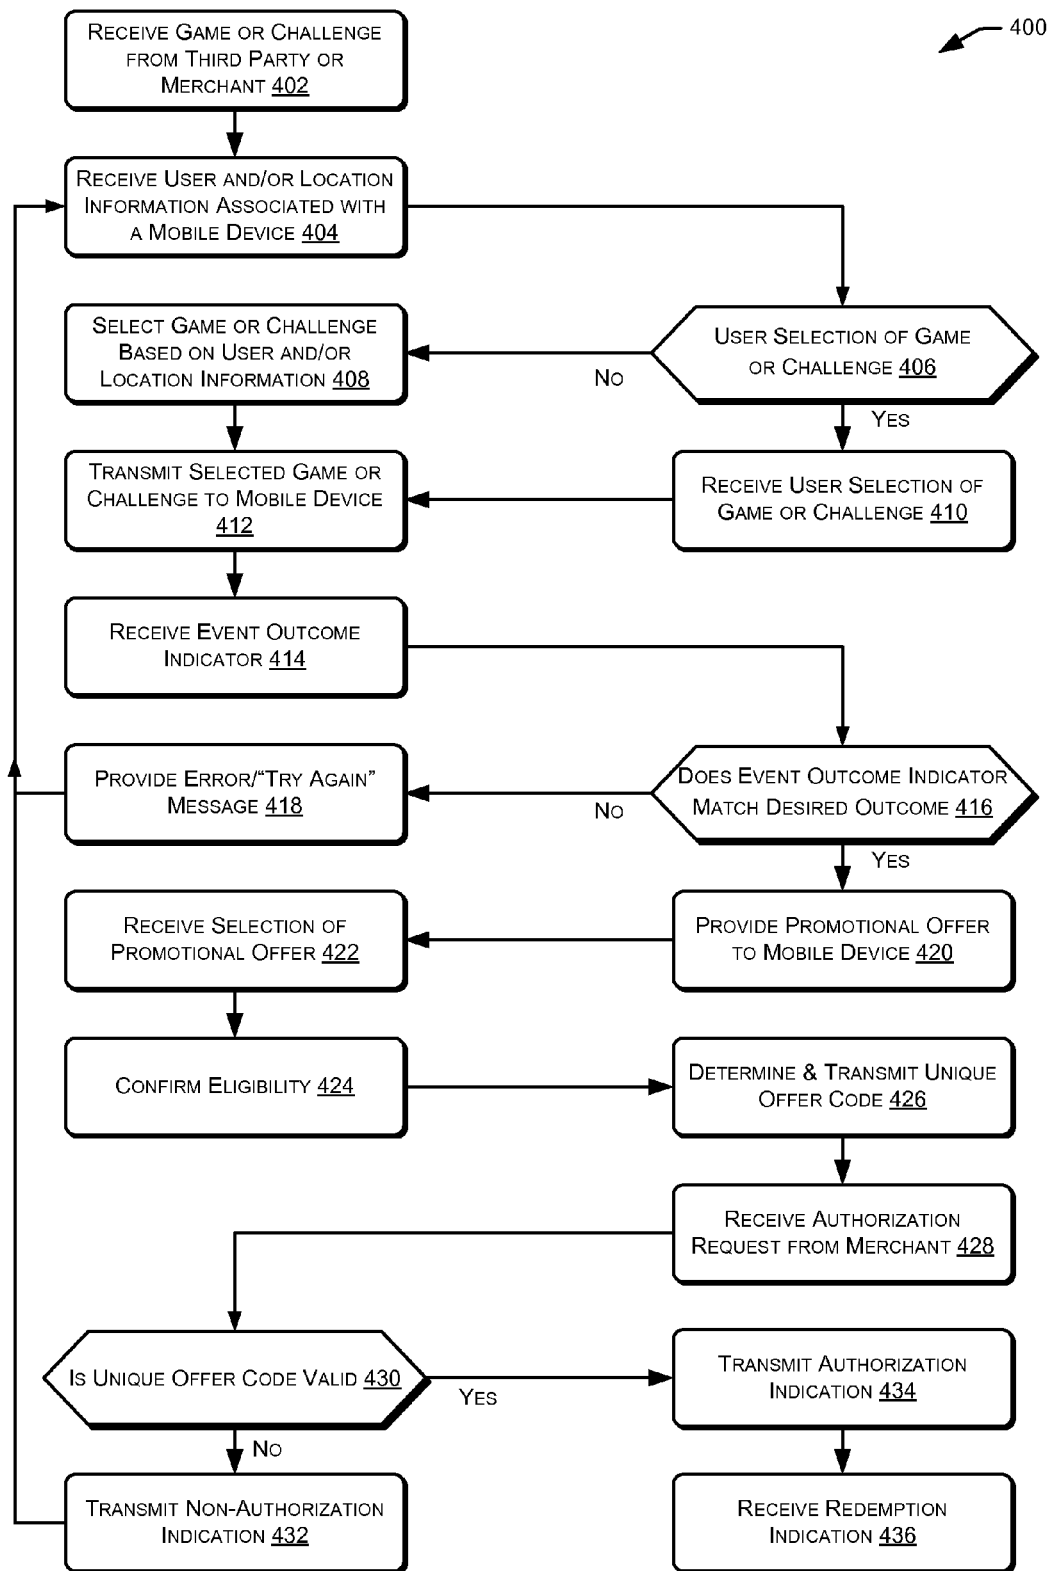 400
RECEIVE GAME OR CHALLENGE
FROM THIRD PARTY OR
MERCHANT 402
RECEIVE USER AND/OR LOCATION
INFORMATION ASSOCIATED WITH
A MOBILE DEVICE 404
SELECT GAME OR CHALLENGE
BASED ON USER AND/OR
LOCATION INFORMATION 408
USER SELECTION OF GAME
OR CHALLENGE 406
NO
YES
TRANSMIT SELECTED GAME OR
CHALLENGE TO MOBILE DEVICE
412
RECEIVE USER SELECTION OF
GAME OR CHALLENGE 410
RECEIVE EVENT OUTCOME
INDICATOR 414
PROVIDE ERROR/“TRY AGAIN”
MESSAGE 418
DOES EVENT OUTCOME INDICATOR
MATCH DESIRED OUTCOME 416
NO
YES
RECEIVE SELECTION OF
PROMOTIONAL OFFER 422
PROVIDE PROMOTIONAL OFFER
TO MOBILE DEVICE 420
CONFIRM ELIGIBILITY 424
DETERMINE & TRANSMIT UNIQUE
OFFER CODE 426
RECEIVE AUTHORIZATION
REQUEST FROM MERCHANT 428
IS UNIQUE OFFER CODE VALID 430
YES
NO
TRANSMIT AUTHORIZATION
INDICATION 434
TRANSMIT NON-AUTHORIZATION
INDICATION 432
RECEIVE REDEMPTION
INDICATION 436